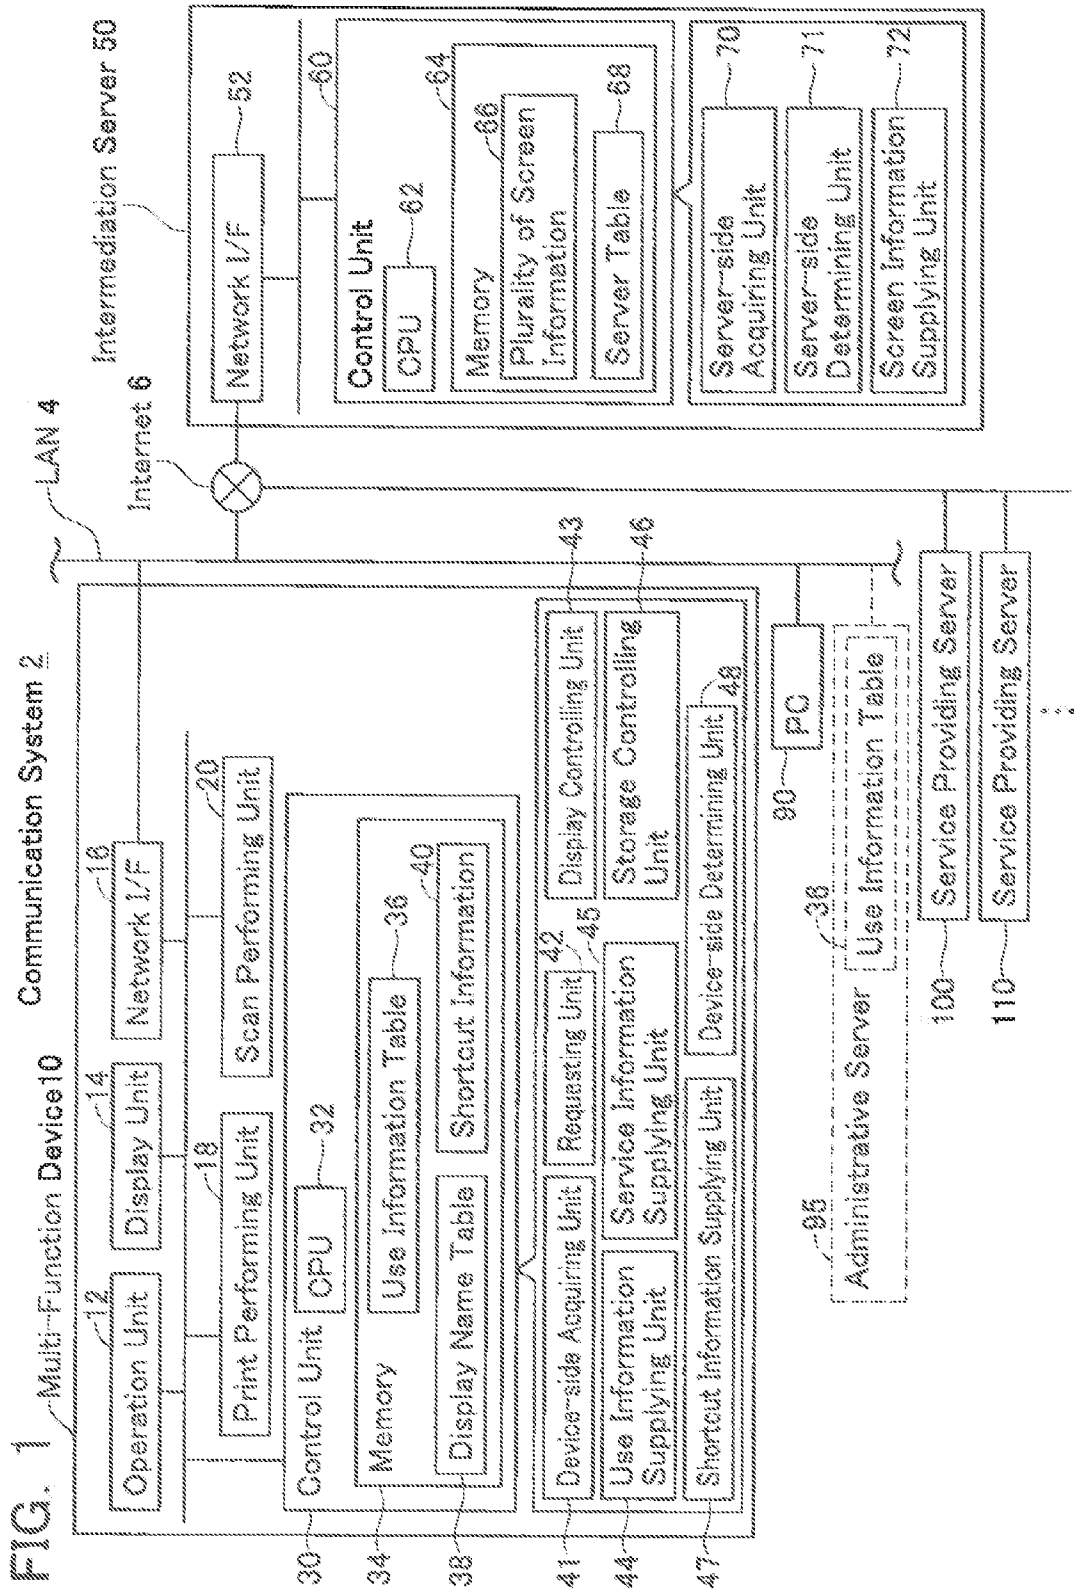 FIG. 1
Communication System 2
Multi-Function Device10
12
Operation Unit
14
Display Unit
16
Network I/F
18
Print Performing Unit
20
Scan Performing Unit
30
Control Unit
CPU
32
34
Memory
Use Information Table
36
38
Display Name Table
Shortcut Information
40
41
Device-side Acquiring Unit
Requesting Unit
42
Display Controlling Unit
43
44
Use Information
Supplying Unit
45
Service Information
Supplying Unit
Storage Controlling
Unit
46
47
Shortcut Information Supplying Unit
Device-side Determining Unit
48
LAN 4
Internet 6
Intermediation Server 50
Network I/F
52
60
Control Unit
CPU
62
64
Memory
66
Plurality of Screen
Information
Server Table
68
Server-side
Acquiring Unit
70
Server-side
Determining Unit
71
Screen Information
Supplying Unit
72
90
PC
95
Administrative Server
36
Use Information Table
100
Service Providing Server
110
Service Providing Server